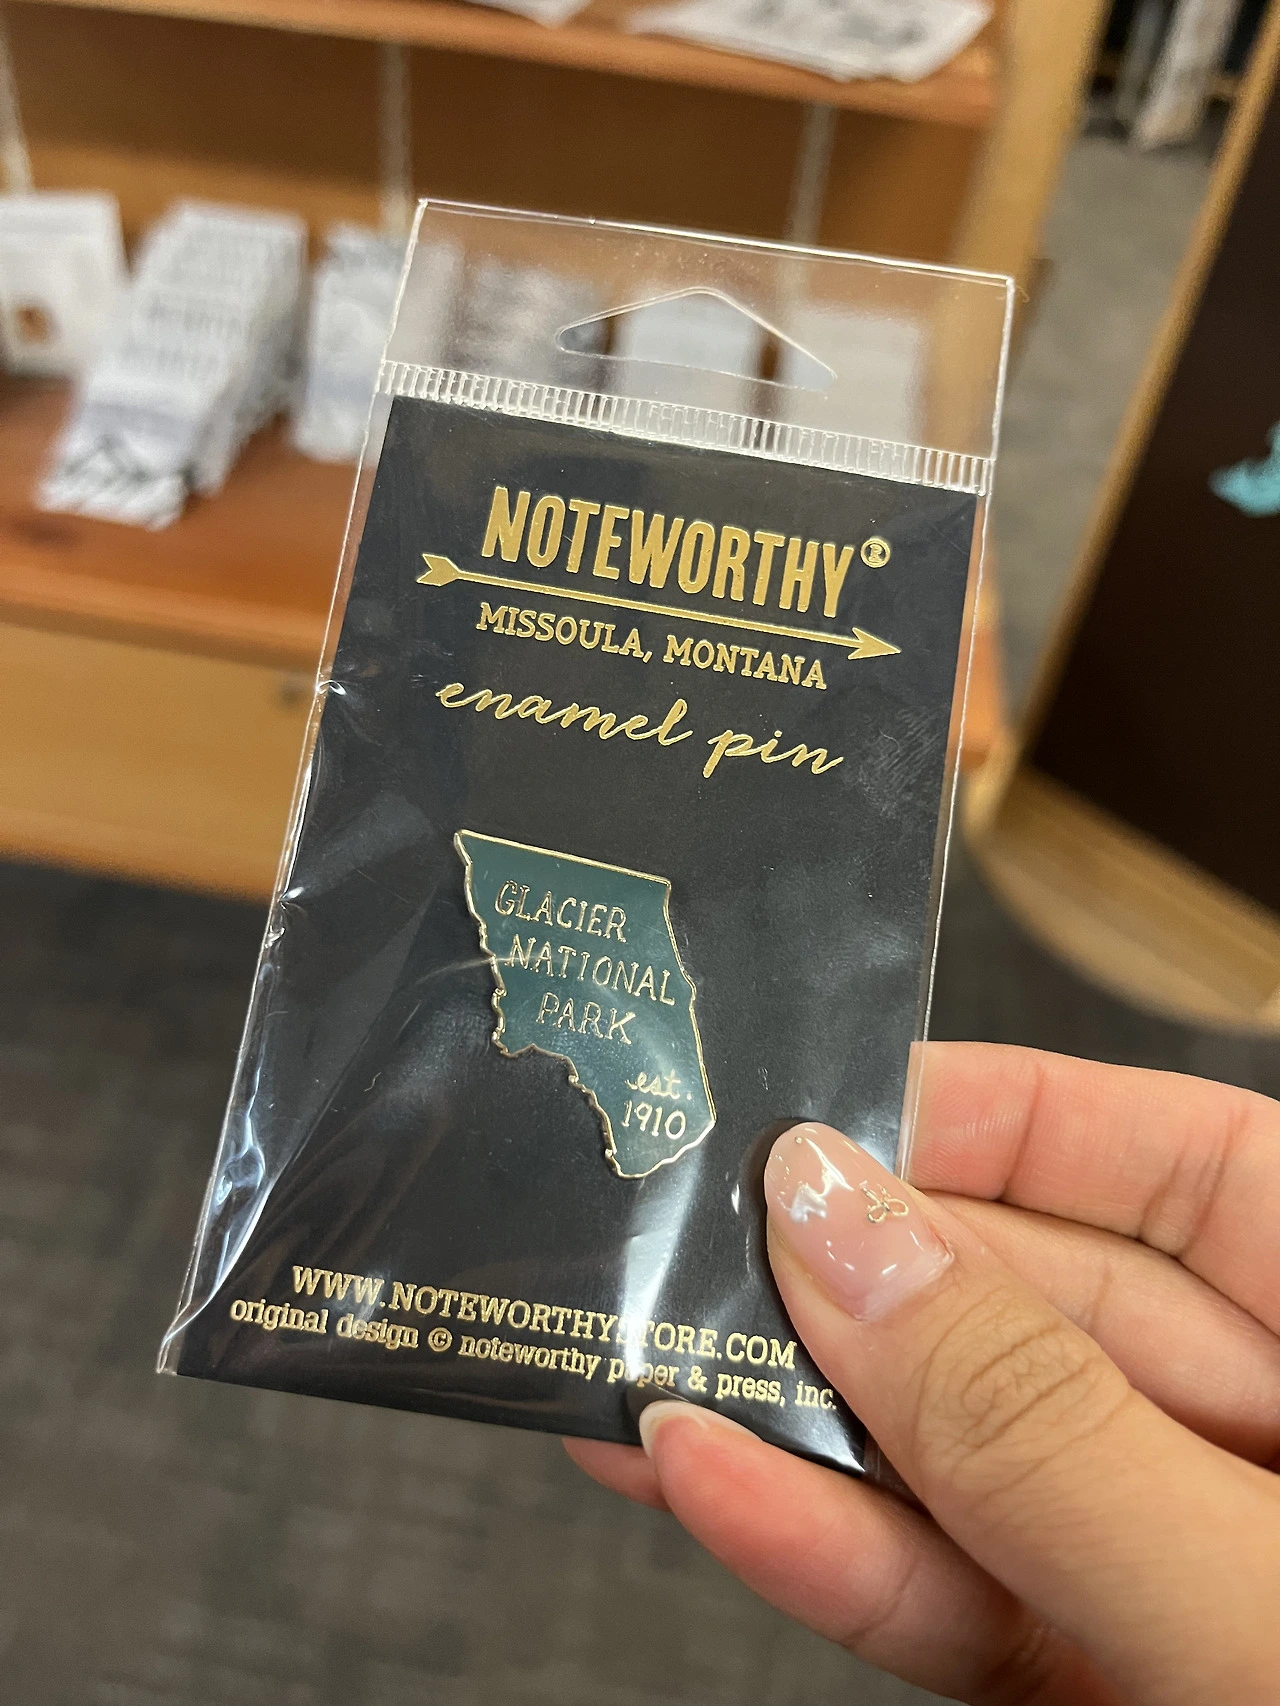 NOTEWORTHY®
MISSOULA, MONTANA
enamel pin
GLACIER
NATIONAL
PARK
est.
1910
WWW.NOTEWORTHYSTORE.COM
original design © noteworthy paper & press, inc.